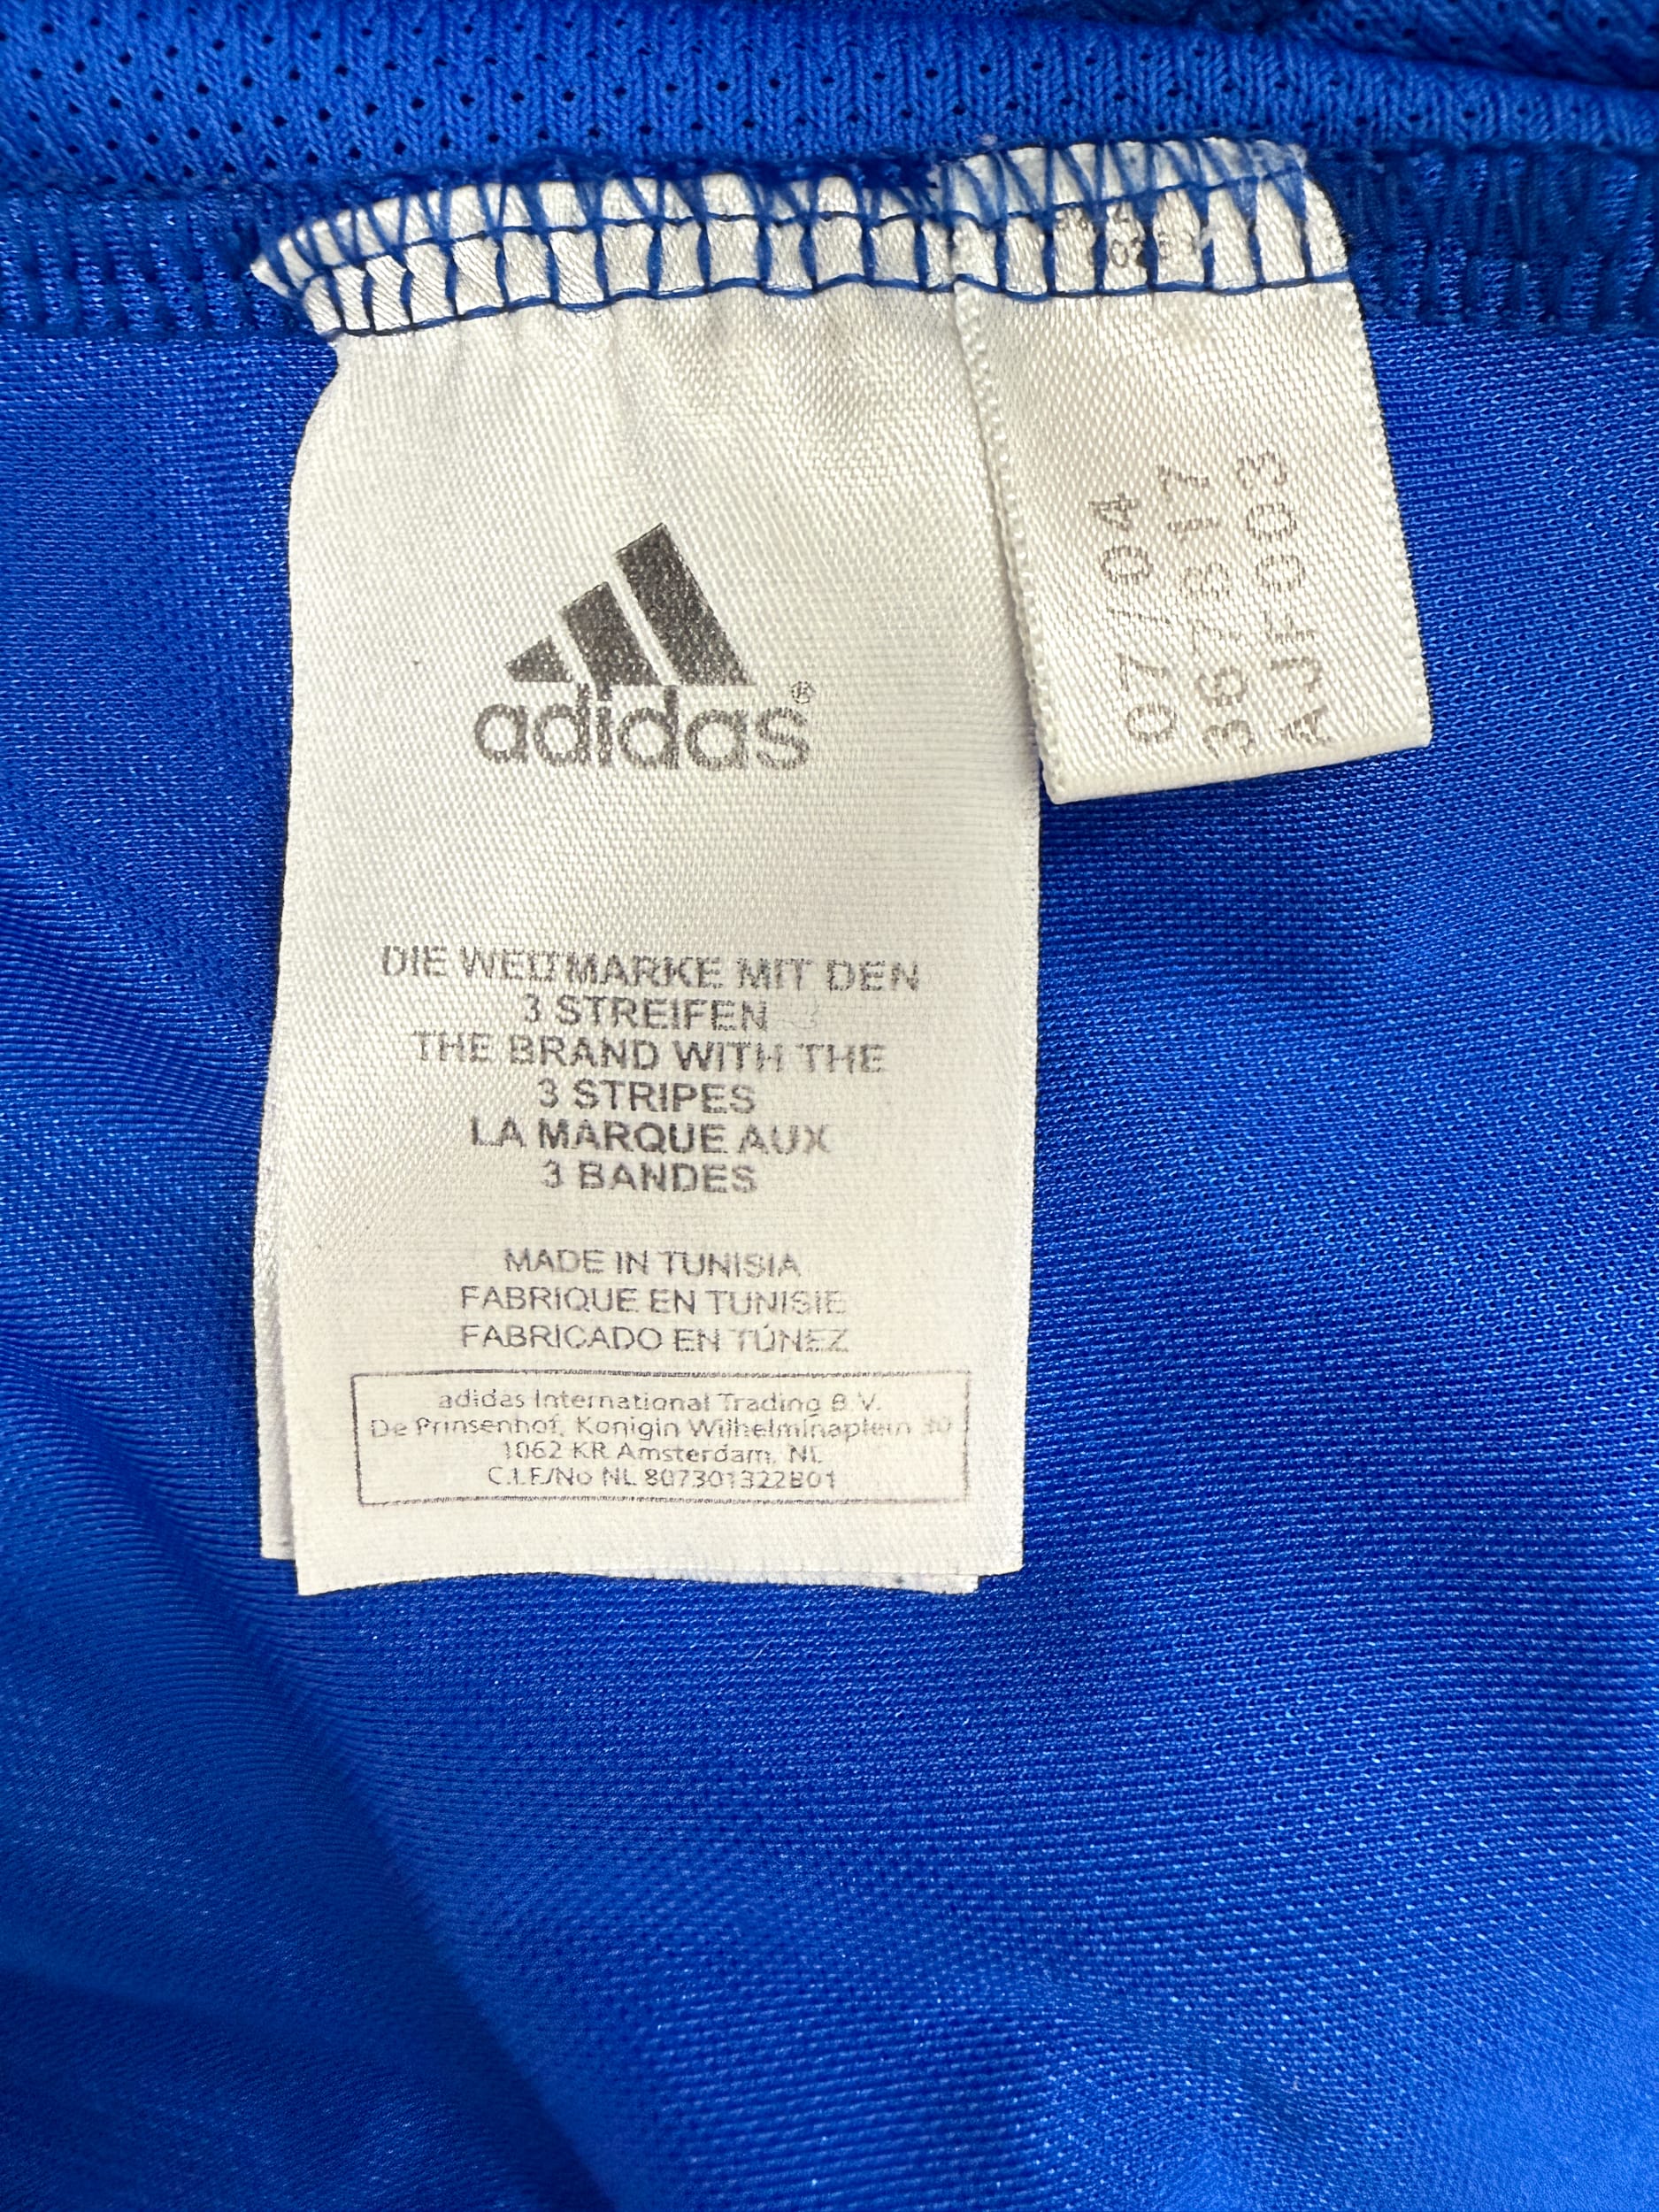 adidas®
DIE WELTMARKE MIT DEN
3 STREIFEN
THE BRAND WITH THE
3 STRIPES
LA MARQUE AUX
3 BANDES
MADE IN TUNISIA
FABRIQUE EN TUNISIE
FABRICADO EN TÚNEZ
adidas International Trading B.V.
De Prinsenhof, Konigin Wilhelminaplein 30
1062 KR Amsterdam, NL
C.I.F./No NL 807301322B01
07/04
367817
AJF003